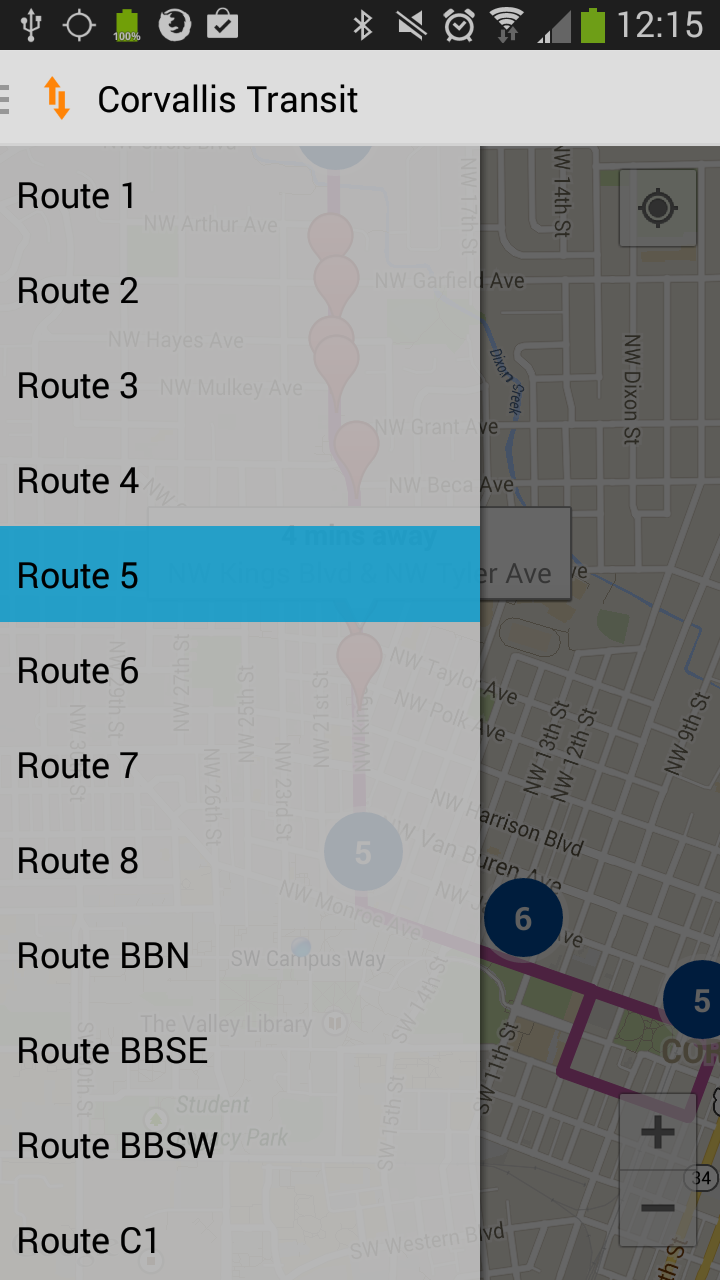 100%
12:15
Corvallis Transit
Route 1
Route 2
Route 3
Route 4
Route 5
Route 6
Route 7
Route 8
Route BBN
Route BBSE
Route BBSW
Route C1
NW Arthur Ave
NW 17th St
NW 14th St
NW Garfield Ave
NW Hayes Ave
NW Mulkey Ave
Dixon Creek
NW Dixon St
NW Grant Ave
NW Beca Ave
4 mins away
NW Kings Blvd & NW Tyler Ave
NW 27th St
NW 25th St
NW 21st St
NW Kings
NW Taylor Ave
NW Polk Ave
NW 26th St
NW 23rd St
NW 13th St
NW 12th St
NW 9th St
NW Harrison Blvd
5
NW Van Buren Ave
NW Monroe Ave
6
5
SW Campus Way
The Valley Library
SW 14th St
SW 11th St
SW 15th St
Student
Park
SW Western Blvd
34